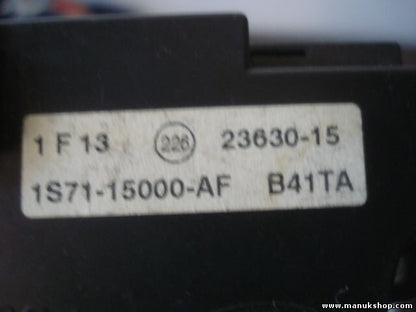 1 F 13 226 23630-15
1S71-15000-AF B41TA
www.manukshop.com